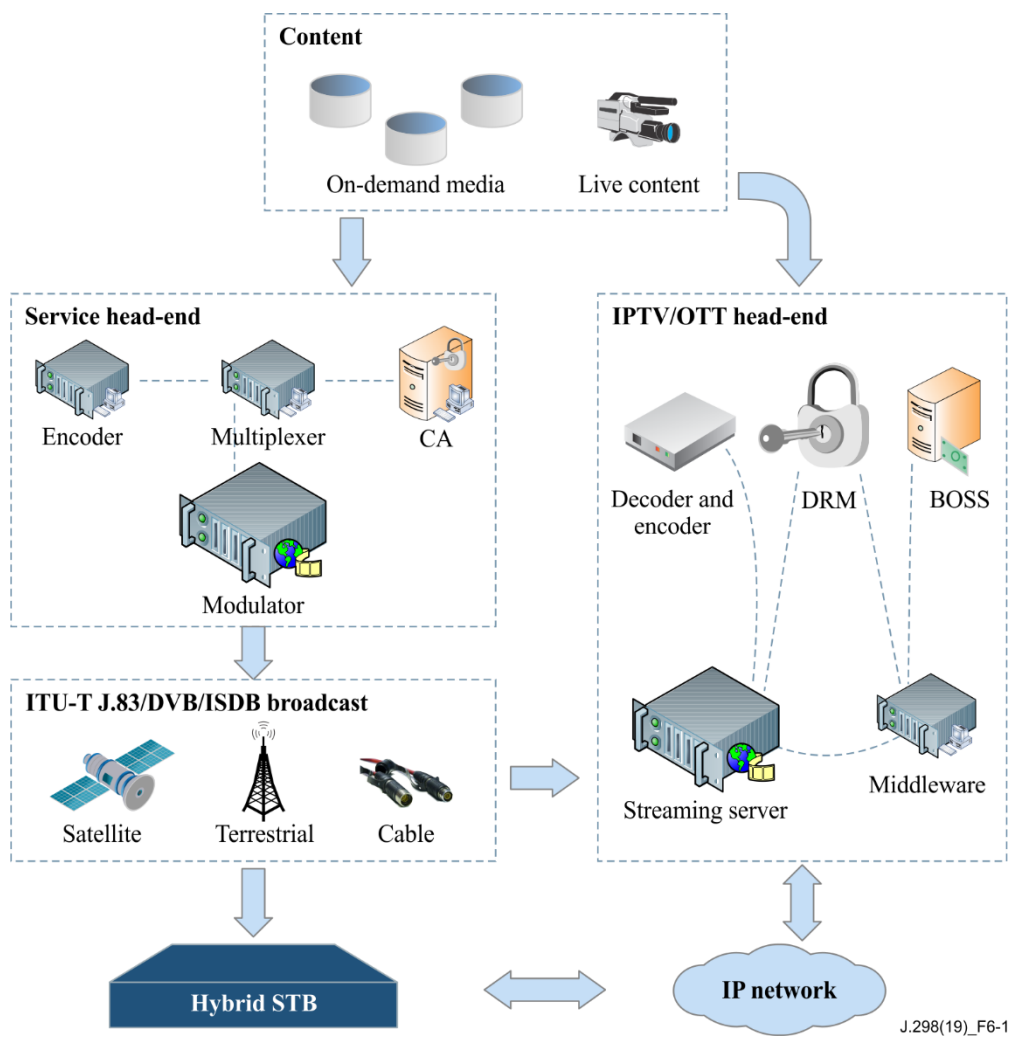 Content
On-demand media
Live content
Service head-end
Encoder
Multiplexer
CA
Modulator
IPTV/OTT head-end
Decoder and
encoder
DRM
BOSS
Streaming server
Middleware
ITU-T J.83/DVB/ISDB broadcast
Satellite
Terrestrial
Cable
Hybrid STB
IP network
J.298(19)_F6-1